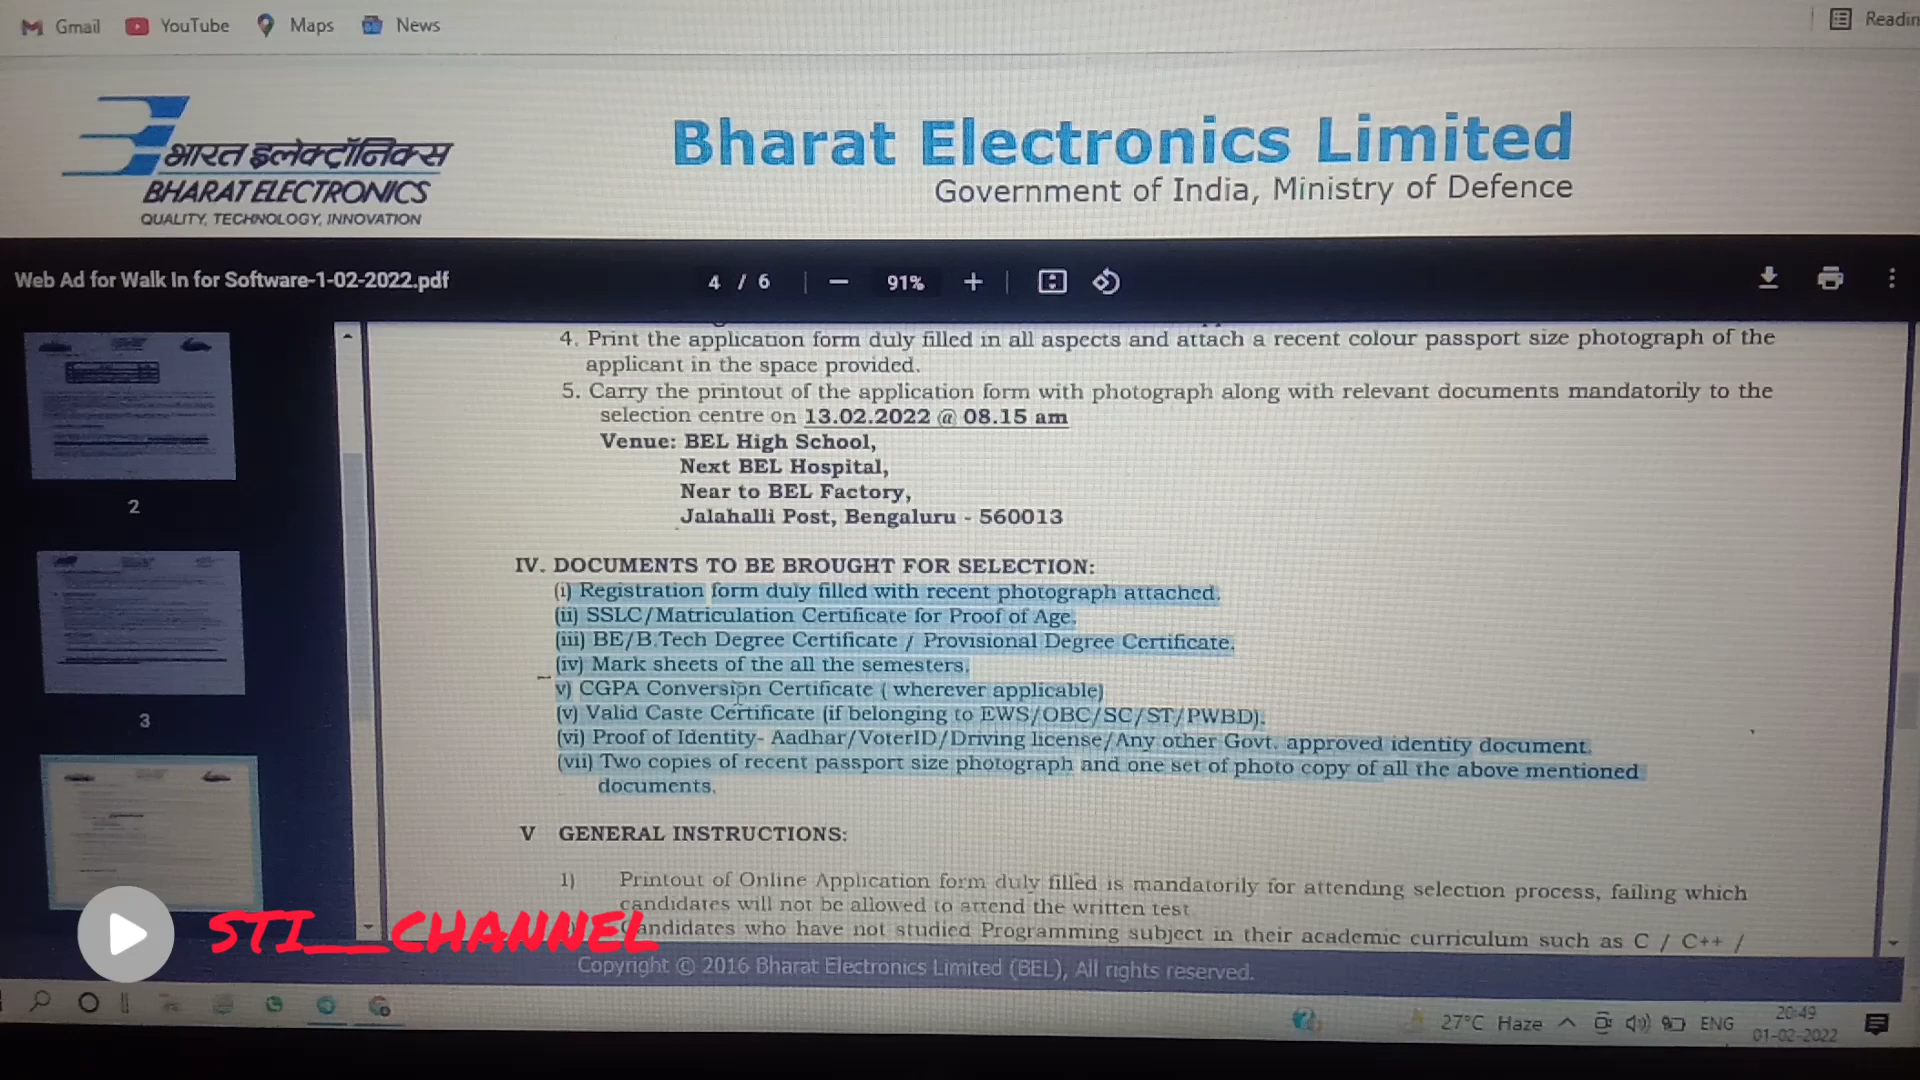 Gmail YouTube Maps News Readin
भारत इलेक्ट्रॉनिक्स
BHARAT ELECTRONICS
QUALITY, TECHNOLOGY, INNOVATION
Bharat Electronics Limited
Government of India, Ministry of Defence
Web Ad for Walk In for Software-1-02-2022.pdf 4 / 6 91%
4. Print the application form duly filled in all aspects and attach a recent colour passport size photograph of the
applicant in the space provided.
5. Carry the printout of the application form with photograph along with relevant documents mandatorily to the
selection centre on 13.02.2022 @ 08.15 am
Venue: BEL High School,
Next BEL Hospital,
Near to BEL Factory,
Jalahalli Post, Bengaluru - 560013
IV. DOCUMENTS TO BE BROUGHT FOR SELECTION:
(i) Registration form duly filled with recent photograph attached.
(ii) SSLC/Matriculation Certificate for Proof of Age.
(iii) BE/B.Tech Degree Certificate / Provisional Degree Certificate.
(iv) Mark sheets of the all the semesters.
v) CGPA Conversion Certificate ( wherever applicable)
(v) Valid Caste Certificate (if belonging to EWS/OBC/SC/ST/PWBD).
(vi) Proof of Identity- Aadhar/VoterID/Driving license/Any other Govt. approved identity document.
(vii) Two copies of recent passport size photograph and one set of photo copy of all the above mentioned
documents.
V GENERAL INSTRUCTIONS:
1) Printout of Online Application form duly filled is mandatorily for attending selection process, failing which
candidates will not be allowed to attend the written test
Candidates who have not studied Programming subject in their academic curriculum such as C / C++ /
2
3
STI__CHANNEL
Copyright © 2016 Bharat Electronics Limited (BEL), All rights reserved.
27°C Haze ENG 20:49
01-02-2022